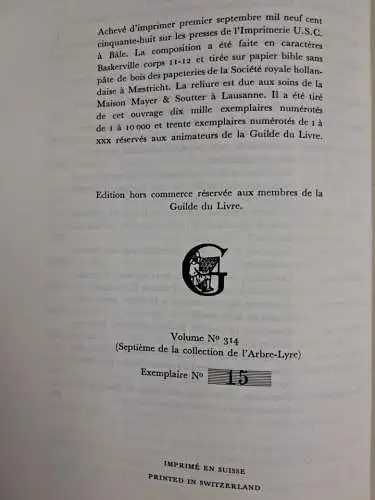 Achevé d'imprimer premier septembre mil neuf cent
cinquante-huit sur les presses de l'Imprimerie U.S.C.
à Bâle. La composition a été faite en caractères
Baskerville corps 11-12 et tirée sur papier bible sans
pâte de bois des papeteries de la Société royale hollan-
daise à Mœstricht. La reliure est due aux soins de la
Maison Mayer & Soutter à Lausanne. Il a été tiré
de cet ouvrage dix mille exemplaires numérotés
de 1 à 10 000 et trente exemplaires numérotés de 1 à
xxx réservés aux animateurs de la Guilde du Livre.
Edition hors commerce réservée aux membres de la
Guilde du Livre.
G
Volume Nº 314
(Septième de la collection de l'Arbre-Lyre)
Exemplaire Nº 15
IMPRIMÉ EN SUISSE
PRINTED IN SWITZERLAND